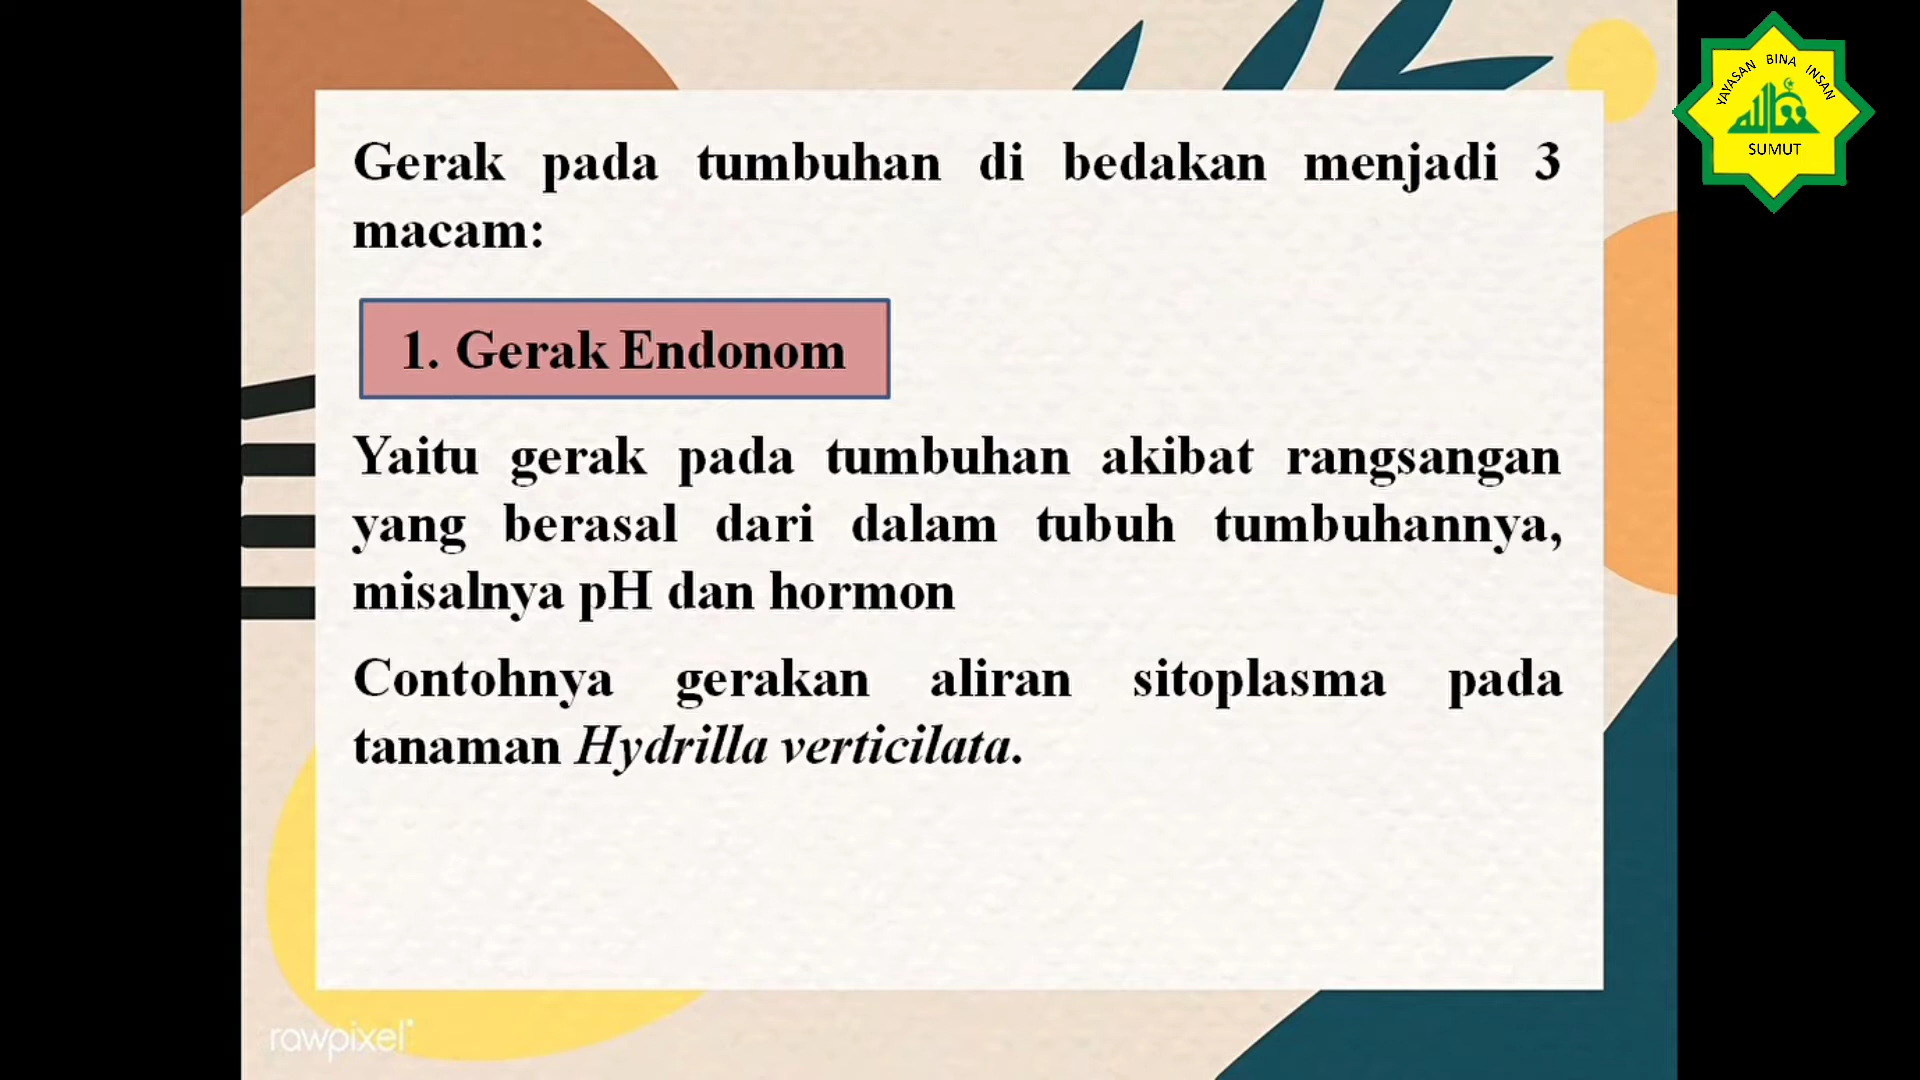 Gerak pada tumbuhan di bedakan menjadi 3
macam:
1. Gerak Endonom
Yaitu gerak pada tumbuhan akibat rangsangan
yang berasal dari dalam tubuh tumbuhannya,
misalnya pH dan hormon
Contohnya gerakan aliran sitoplasma pada
tanaman Hydrilla verticilata.
YAYASAN BINA INSAN
SUMUT
rawpixel